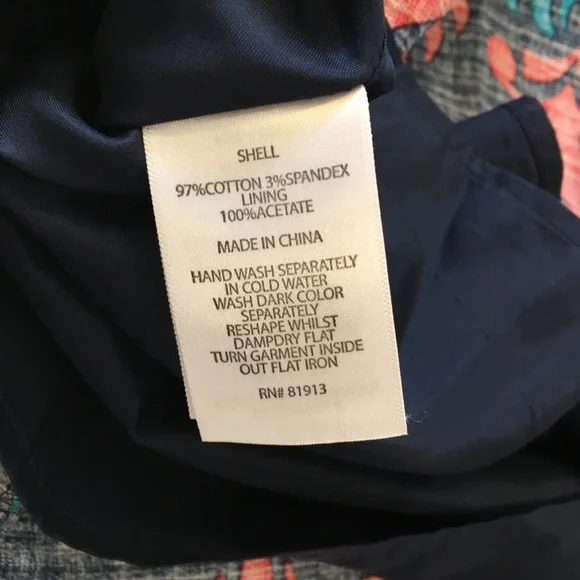 SHELL
97%COTTON 3%SPANDEX
LINING
100%ACETATE
MADE IN CHINA
HAND WASH SEPARATELY
IN COLD WATER
WASH DARK COLOR
SEPARATELY
RESHAPE WHILST
DAMPDRY FLAT
TURN GARMENT INSIDE
OUT FLAT IRON
RN# 81913